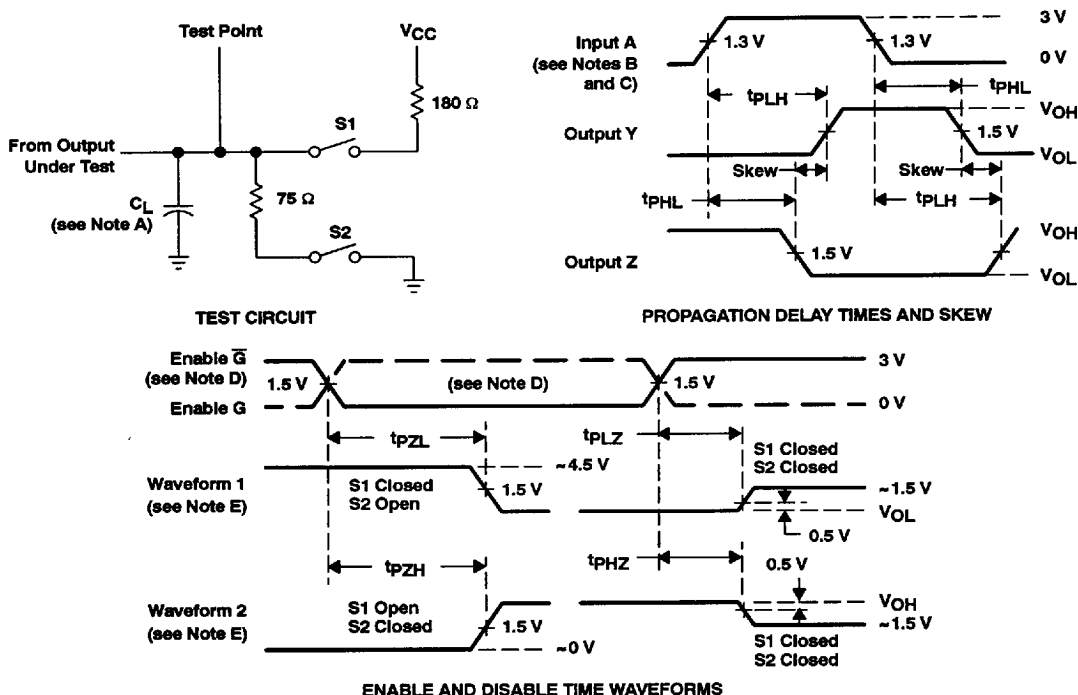 Test Point
VCC
180 Ω
S1
From Output
Under Test
CL
(see Note A)
75 Ω
S2
TEST CIRCUIT
Input A
(see Notes B
and C)
1.3 V
1.3 V
3 V
0 V
tPLH
tPHL
Output Y
VOH
1.5 V
VOL
Skew
Skew
tPHL
tPLH
Output Z
VOH
1.5 V
VOL
PROPAGATION DELAY TIMES AND SKEW
Enable G̅
(see Note D)
1.5 V
(see Note D)
1.5 V
3 V
Enable G
0 V
tPZL
tPLZ
S1 Closed
S2 Closed
~4.5 V
Waveform 1
(see Note E)
S1 Closed
S2 Open
1.5 V
~1.5 V
VOL
0.5 V
tPZH
tPHZ
0.5 V
Waveform 2
(see Note E)
S1 Open
S2 Closed
1.5 V
VOH
~1.5 V
~0 V
S1 Closed
S2 Closed
ENABLE AND DISABLE TIME WAVEFORMS